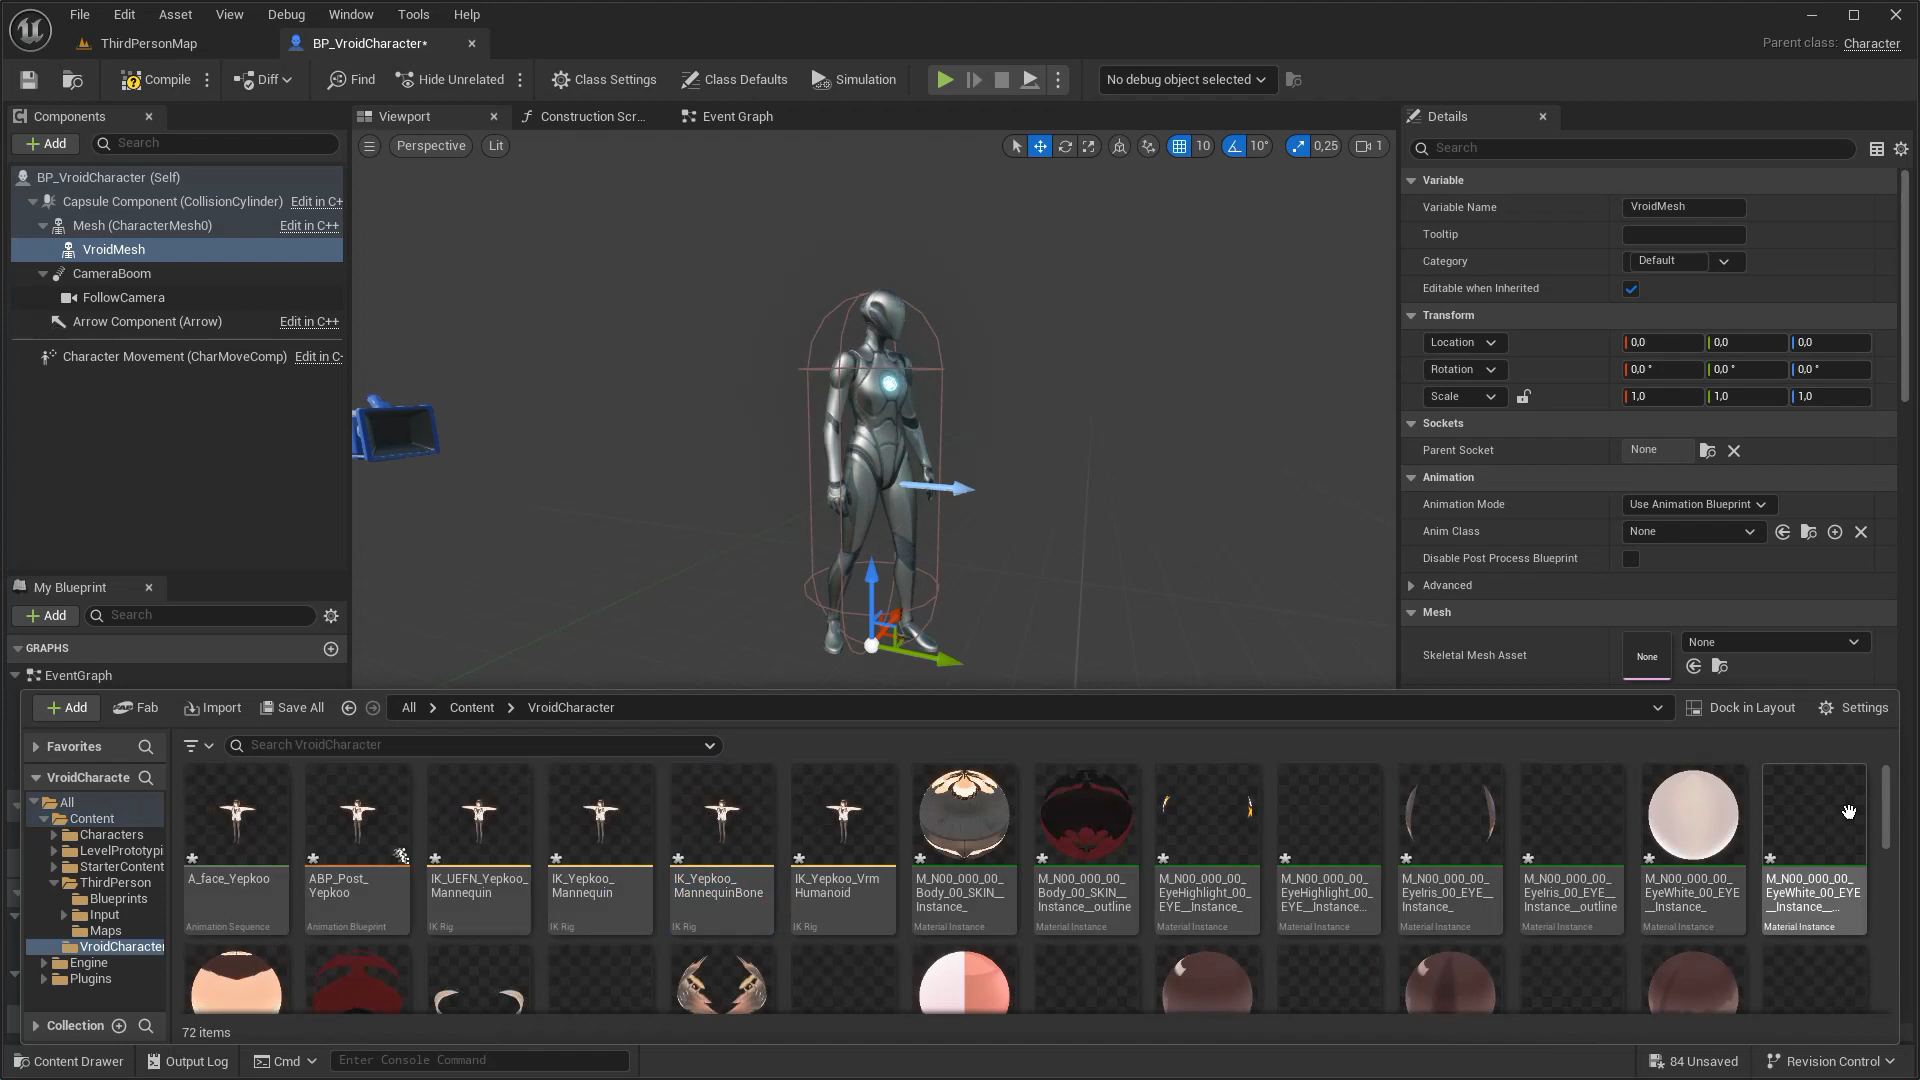 File Edit Asset View Debug Window Tools Help
ThirdPersonMap
BP_VroidCharacter*
Parent class: Character
Compile
Diff
Find
Hide Unrelated
Class Settings
Class Defaults
Simulation
No debug object selected
Components
Add
Search
BP_VroidCharacter (Self)
Capsule Component (CollisionCylinder) Edit in C+
Mesh (CharacterMesh0) Edit in C++
VroidMesh
CameraBoom
FollowCamera
Arrow Component (Arrow) Edit in C++
Character Movement (CharMoveComp) Edit in C-
My Blueprint
Add
Search
GRAPHS
EventGraph
Viewport
Construction Scr...
Event Graph
Perspective
Lit
10
10°
0,25
1
Details
Search
Variable
Variable Name VroidMesh
Tooltip
Category Default
Editable when Inherited
Transform
Location 0,0 0,0 0,0
Rotation 0,0 ° 0,0 ° 0,0 °
Scale 1,0 1,0 1,0
Sockets
Parent Socket None
Animation
Animation Mode Use Animation Blueprint
Anim Class None
Disable Post Process Blueprint
Advanced
Mesh
Skeletal Mesh Asset None None
Add Fab Import Save All All Content VroidCharacter Dock in Layout Settings
Favorites
VroidCharacte
All
Content
Characters
LevelPrototypi
StarterContent
ThirdPerson
Blueprints
Input
Maps
VroidCharacter
Engine
Plugins
Collection
Search VroidCharacter
A_face_Yepkoo
Animation Sequence
ABP_Post_
Yepkoo
Animation Blueprint
IK_UEFN_Yepkoo_
Mannequin
IK Rig
IK_Yepkoo_
Mannequin
IK Rig
IK_Yepkoo_
MannequinBone
IK Rig
IK_Yepkoo_Vrm
Humanoid
IK Rig
M_N00_000_00_
Body_00_SKIN__
Instance_
Material Instance
M_N00_000_00_
Body_00_SKIN__
Instance__outline
Material Instance
M_N00_000_00_
EyeHighlight_00_
EYE__Instance_
Material Instance
M_N00_000_00_
EyeHighlight_00_
EYE__Instance...
Material Instance
M_N00_000_00_
EyeIris_00_EYE__
Instance_
Material Instance
M_N00_000_00_
EyeIris_00_EYE__
Instance__outline
Material Instance
M_N00_000_00_
EyeWhite_00_EYE
__Instance_
Material Instance
M_N00_000_00_
EyeWhite_00_EYE
__Instance__...
Material Instance
72 items
Content Drawer
Output Log
Cmd
Enter Console Command
84 Unsaved
Revision Control